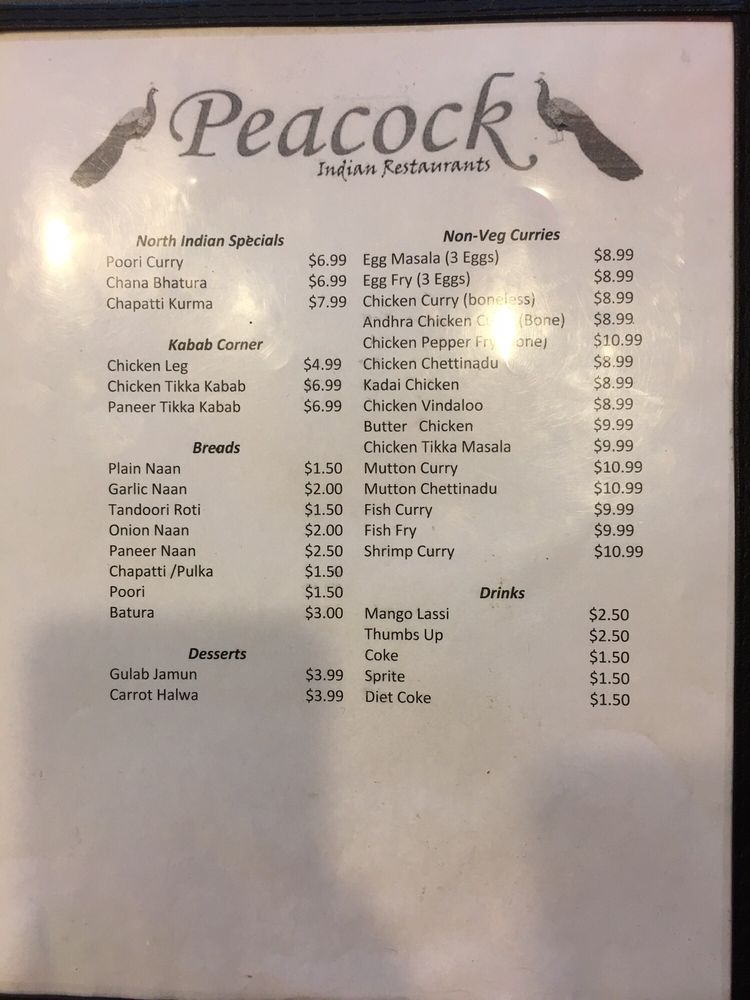 Peacock
Indian Restaurants
North Indian Specials
Poori Curry $6.99
Chana Bhatura $6.99
Chapatti Kurma $7.99
Kabab Corner
Chicken Leg $4.99
Chicken Tikka Kabab $6.99
Paneer Tikka Kabab $6.99
Breads
Plain Naan $1.50
Garlic Naan $2.00
Tandoori Roti $1.50
Onion Naan $2.00
Paneer Naan $2.50
Chapatti /Pulka $1.50
Poori $1.50
Batura $3.00
Desserts
Gulab Jamun $3.99
Carrot Halwa $3.99
Non-Veg Curries
Egg Masala (3 Eggs) $8.99
Egg Fry (3 Eggs) $8.99
Chicken Curry (boneless) $8.99
Andhra Chicken (Bone) $8.99
Chicken Pepper Fry $10.99
Chicken Chettinadu $8.99
Kadai Chicken $8.99
Chicken Vindaloo $8.99
Butter Chicken $9.99
Chicken Tikka Masala $9.99
Mutton Curry $10.99
Mutton Chettinadu $10.99
Fish Curry $9.99
Fish Fry $9.99
Shrimp Curry $10.99
Drinks
Mango Lassi $2.50
Thumbs Up $2.50
Coke $1.50
Sprite $1.50
Diet Coke $1.50